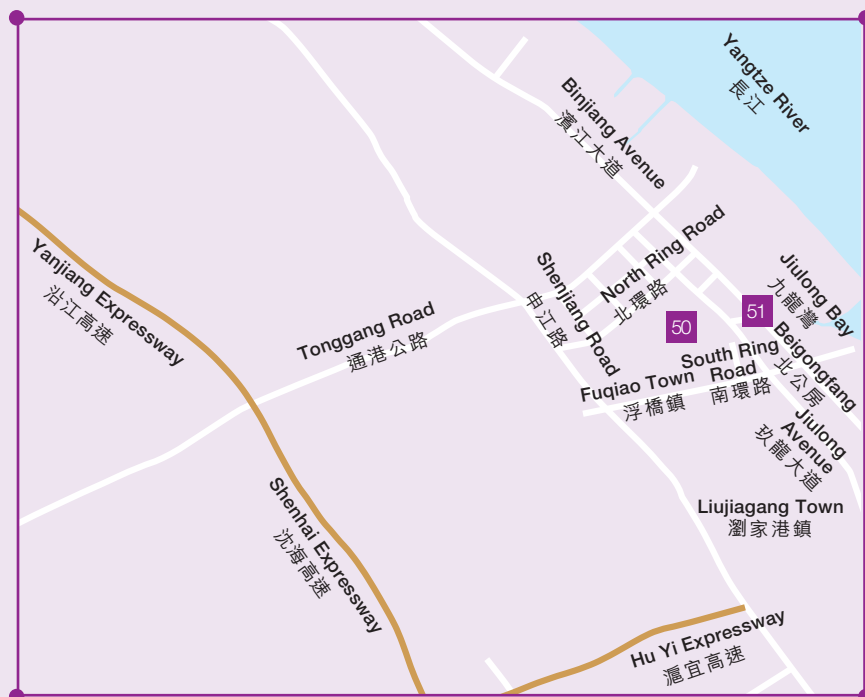 Yangtze River
長江
Binjiang Avenue
濱江大道
North Ring Road
北環路
Jiulong Bay
九龍灣
Yanjiang Expressway
沿江高速
Shenjiang Road
申江路
Tonggang Road
通港公路
50
51
Beigongfang
北公房
South Ring
Road
南環路
Fuqiao Town
浮橋鎮
Jiulong
Avenue
玖龍大道
Liujiagang Town
瀏家港鎮
Shenhai Expressway
沈海高速
Hu Yi Expressway
滬宜高速